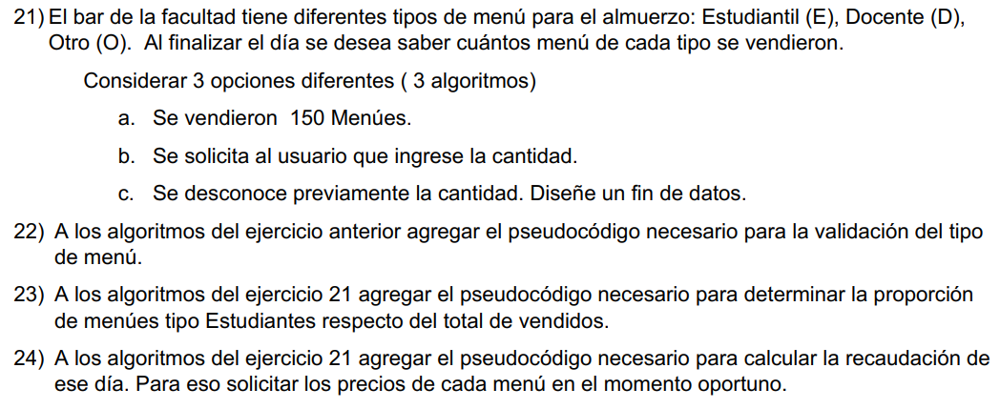 21) El bar de la facultad tiene diferentes tipos de menú para el almuerzo: Estudiantil (E), Docente (D),
Otro (O). Al finalizar el día se desea saber cuántos menú de cada tipo se vendieron.
Considerar 3 opciones diferentes ( 3 algoritmos)
a. Se vendieron 150 Menúes.
b. Se solicita al usuario que ingrese la cantidad.
c. Se desconoce previamente la cantidad. Diseñe un fin de datos.
22) A los algoritmos del ejercicio anterior agregar el pseudocódigo necesario para la validación del tipo
de menú.
23) A los algoritmos del ejercicio 21 agregar el pseudocódigo necesario para determinar la proporción
de menúes tipo Estudiantes respecto del total de vendidos.
24) A los algoritmos del ejercicio 21 agregar el pseudocódigo necesario para calcular la recaudación de
ese día. Para eso solicitar los precios de cada menú en el momento oportuno.